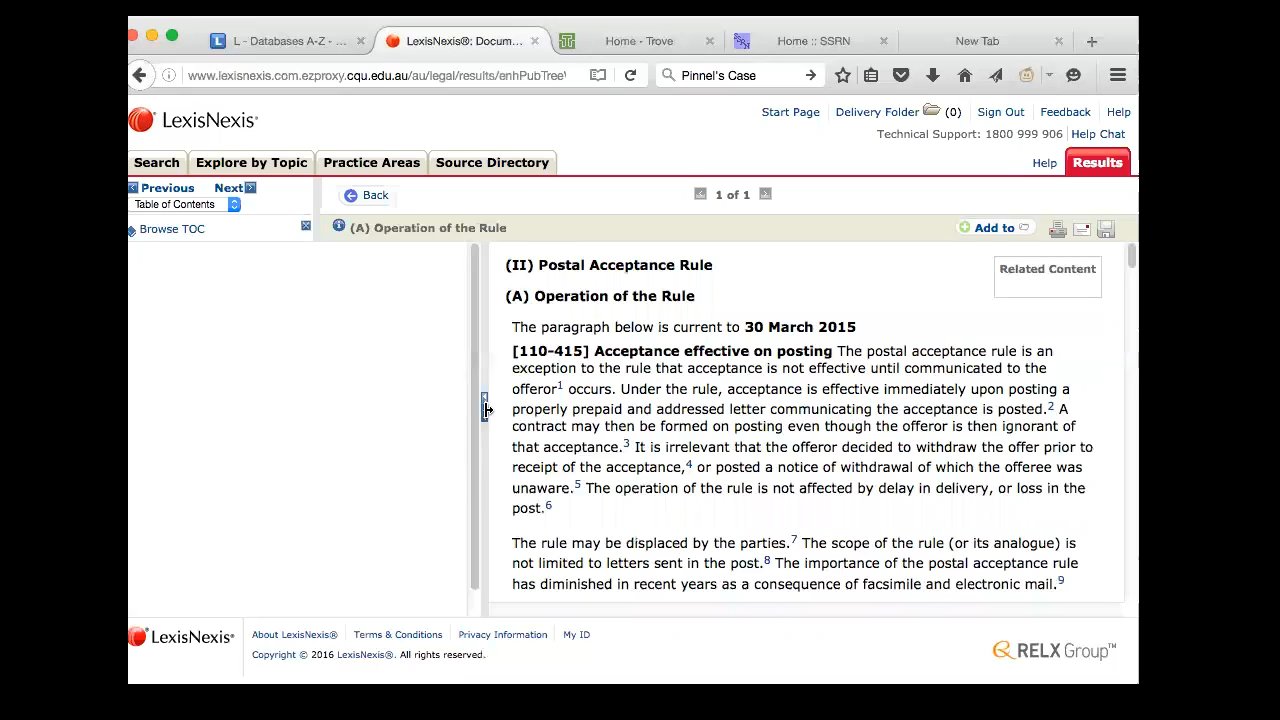 L - Databases A-Z - ...
LexisNexis®: Docum...
Home - Trove
Home :: SSRN
New Tab
www.lexisnexis.com.ezproxy.cqu.edu.au/au/legal/results/enhPubTree
Pinnel's Case
LexisNexis®
Start Page
Delivery Folder (0)
Sign Out
Feedback
Help
Technical Support: 1800 999 906
Help Chat
Search
Explore by Topic
Practice Areas
Source Directory
Help
Results
Previous
Next
Back
1 of 1
Table of Contents
Browse TOC
(A) Operation of the Rule
Add to
(II) Postal Acceptance Rule
Related Content
(A) Operation of the Rule
The paragraph below is current to 30 March 2015
[110-415] Acceptance effective on posting The postal acceptance rule is an
exception to the rule that acceptance is not effective until communicated to the
offeror1 occurs. Under the rule, acceptance is effective immediately upon posting a
properly prepaid and addressed letter communicating the acceptance is posted.2 A
contract may then be formed on posting even though the offeror is then ignorant of
that acceptance.3 It is irrelevant that the offeror decided to withdraw the offer prior to
receipt of the acceptance,4 or posted a notice of withdrawal of which the offeree was
unaware.5 The operation of the rule is not affected by delay in delivery, or loss in the
post.6
The rule may be displaced by the parties.7 The scope of the rule (or its analogue) is
not limited to letters sent in the post.8 The importance of the postal acceptance rule
has diminished in recent years as a consequence of facsimile and electronic mail.9
LexisNexis®
About LexisNexis®
Terms & Conditions
Privacy Information
My ID
Copyright © 2016 LexisNexis®. All rights reserved.
RELX Group™